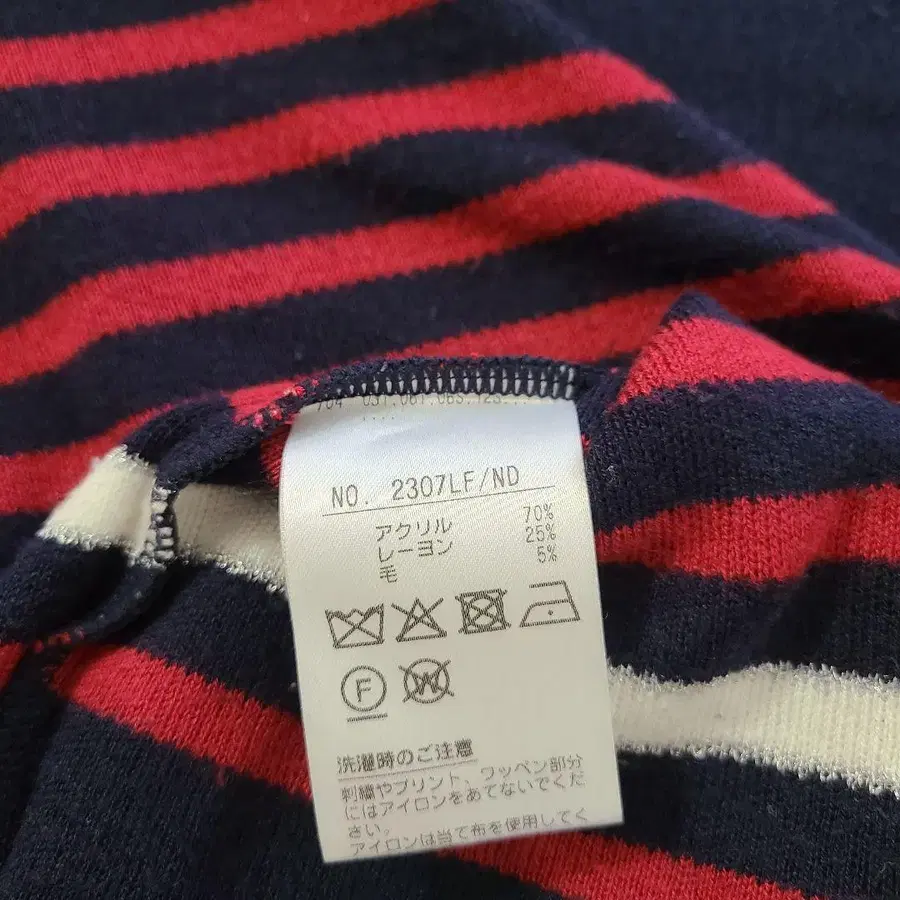 NO. 2307LF/ND
アクリル 70%
レーヨン 25%
毛 5%
F W
洗濯時のご注意
刺繍やプリント、ワッペン部分
にはアイロンをあてないでくだ
さい。
アイロンは当て布を使用してく